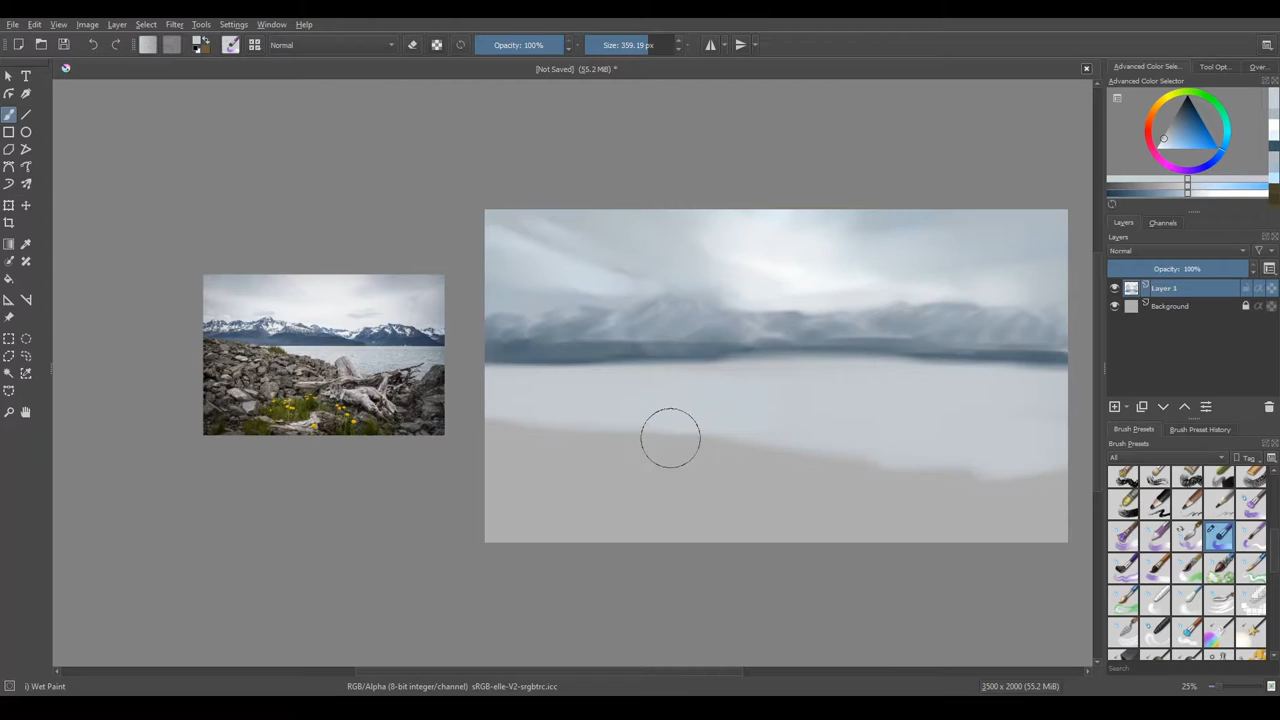 File Edit View Image Layer Select Filter Tools Settings Window Help
Normal Opacity: 100% Size: 359.19 px
[Not Saved] (55.2 MiB) *
Advanced Color Selec... Tool Opt... Over...
Advanced Color Selector
Layers Channels
Layers
Normal
Opacity: 100%
Layer 1
Background
Brush Presets Brush Preset History
Brush Presets
All Tag
Search
i) Wet Paint RGB/Alpha (8-bit integer/channel) sRGB-elle-V2-srgbtrc.icc 3500 x 2000 (55.2 MiB) 25%